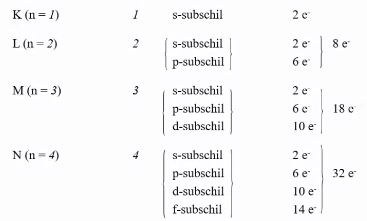 K (n = 1) 1 s-subschil 2 e⁻
L (n = 2) 2 s-subschil 2 e⁻ 8 e⁻
p-subschil 6 e⁻
M (n = 3) 3 s-subschil 2 e⁻
p-subschil 6 e⁻ 18 e⁻
d-subschil 10 e⁻
N (n = 4) 4 s-subschil 2 e⁻
p-subschil 6 e⁻ 32 e⁻
d-subschil 10 e⁻
f-subschil 14 e⁻